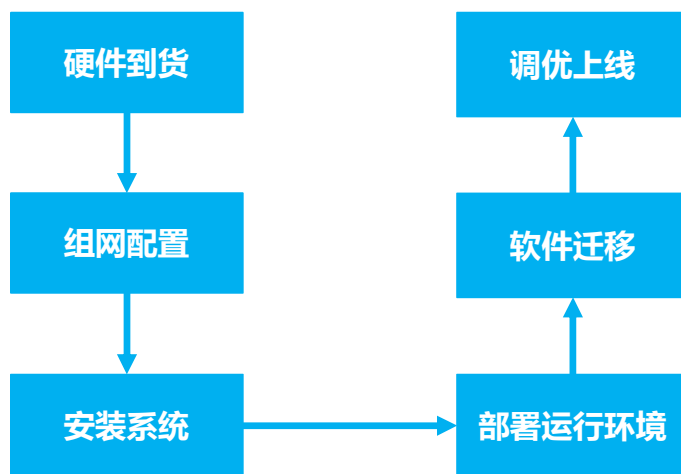 硬件到货
组网配置
安装系统
部署运行环境
软件迁移
调优上线